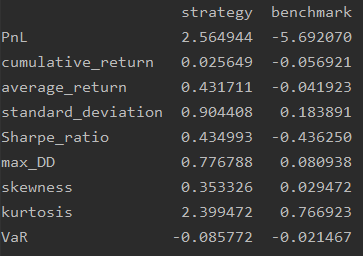 strategy benchmark
PnL 2.564944 -5.692070
cumulative_return 0.025649 -0.056921
average_return 0.431711 -0.041923
standard_deviation 0.904408 0.183891
Sharpe_ratio 0.434993 -0.436250
max_DD 0.776788 0.080938
skewness 0.353326 0.029472
kurtosis 2.399472 0.766923
VaR -0.085772 -0.021467